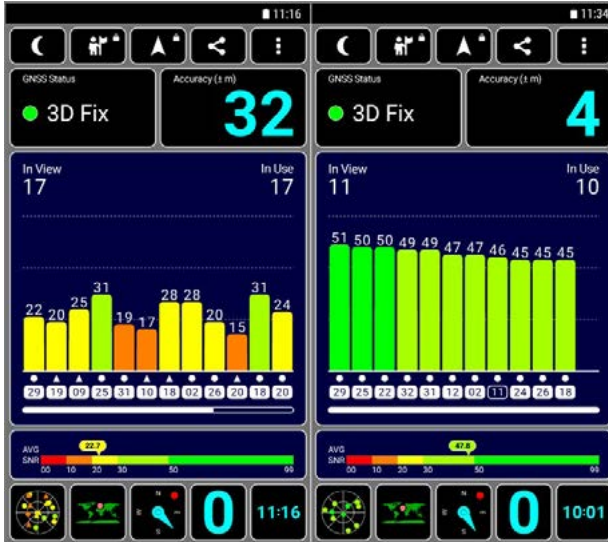 11:16
GNSS Status
3D Fix
Accuracy (± m)
32
In View
17
In Use
17
22 20 25 31 19 17 28 28 20 15 31 24
29 19 09 25 31 10 18 02 26 20 18 20
AVG
SNR
22.7
00 10 20 30 50 99
N
S
0
11:16
11:34
GNSS Status
3D Fix
Accuracy (± m)
4
In View
11
In Use
10
51 50 50 49 49 47 47 46 45 45 45
29 25 22 32 31 12 02 11 24 26 18
AVG
SNR
47.6
00 10 20 30 50 99
N
S
0
10:01